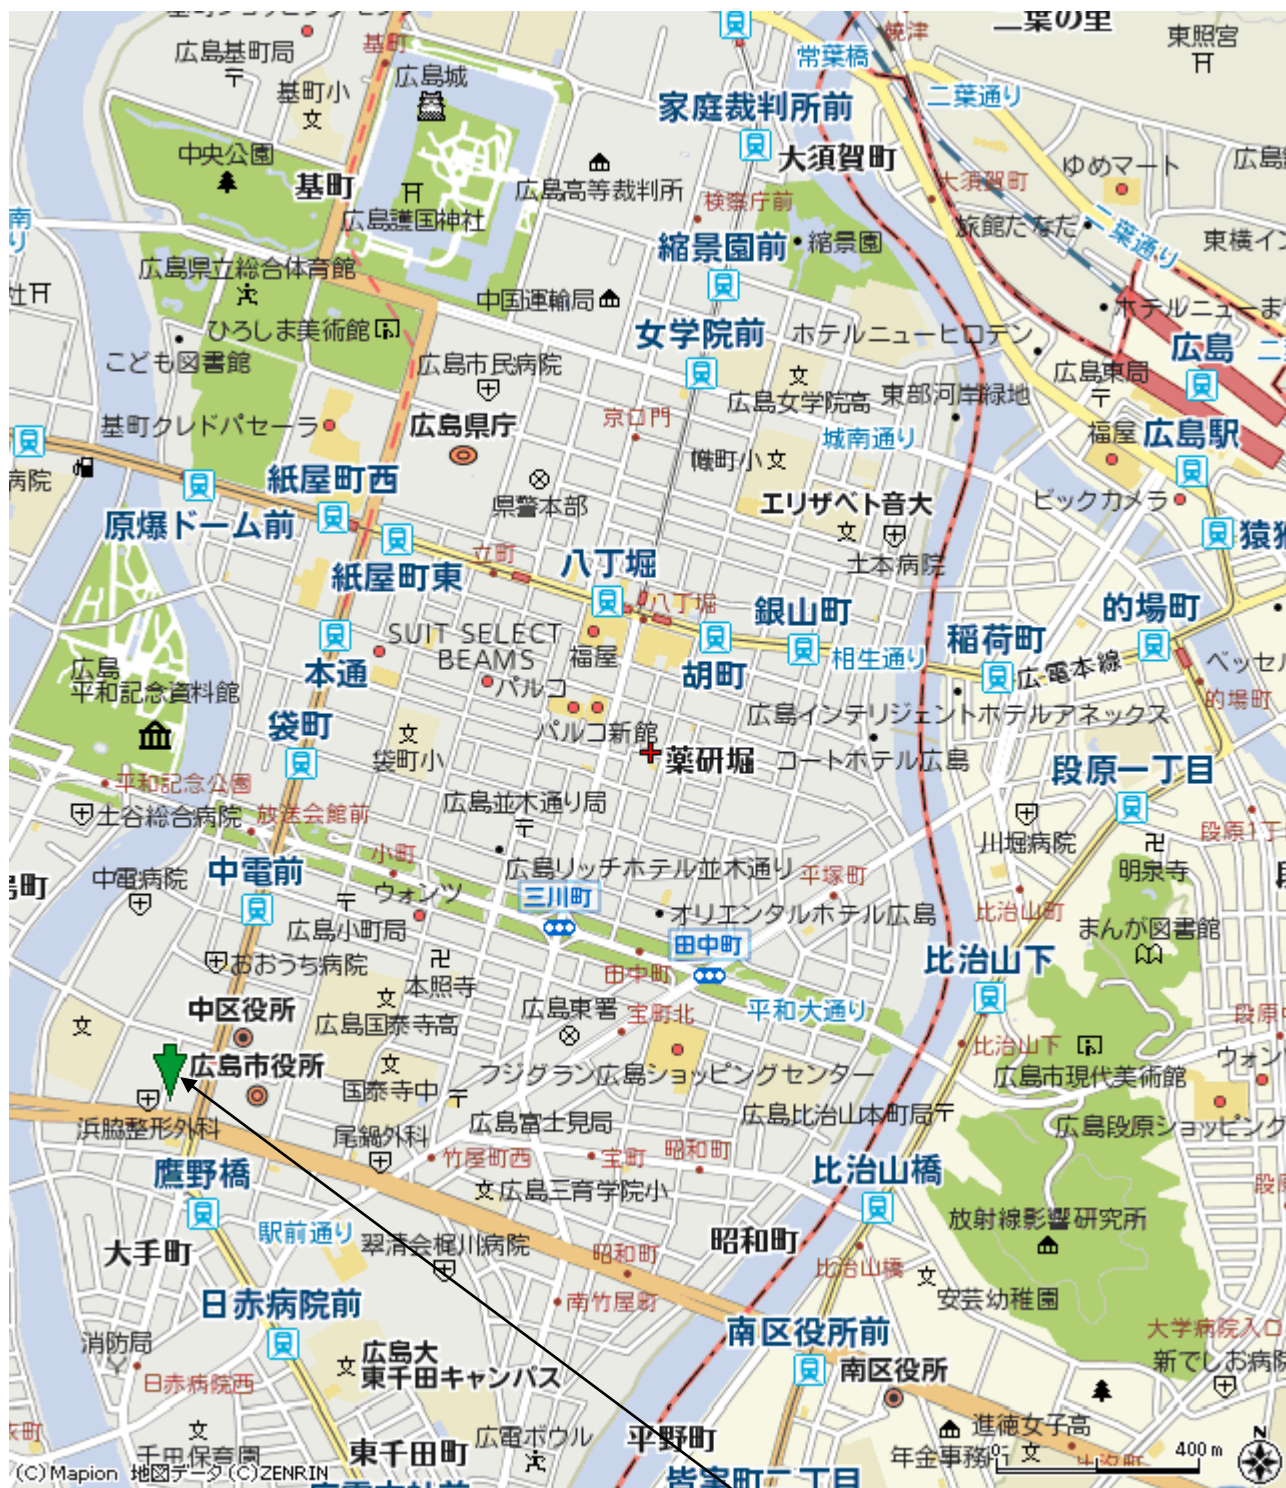 二葉の里
東照宮
広島基町局
基町
基町小
広島城
常葉橋
饒津
二葉通り
家庭裁判所前
大須賀町
ゆめマート
中央公園
基町
広島護国神社
広島高等裁判所
検察庁前
大須賀町
旅館たなだ
二葉通り
東横イン
縮景園前
縮景園
広島県立総合体育館
中国運輸局
ひろしま美術館
こども図書館
女学院前
ホテルニューヒロデン
広島
広島市民病院
広島東局
広島女学院高
東部河岸緑地
基町クレドパセーラ
広島県庁
京口門
城南通り
福屋
広島駅
病院
紙屋町西
幟町小
ビックカメラ
原爆ドーム前
県警本部
エリザベト音大
土本病院
紙屋町東
立町
八丁堀
八丁堀
銀山町
的場町
稲荷町
本通
SUIT SELECT
BEAMS
福屋
胡町
相生通り
広電本線
広島
平和記念資料館
パルコ
的場町
袋町
パルコ新館
広島インテリジェントホテルアネックス
袋町小
薬研堀
コートホテル広島
段原一丁目
平和記念公園
土谷総合病院
放送会館前
広島並木通り局
川堀病院
段原1丁
明泉寺
小町
中電病院
中電前
ウォンツ
広島リッチホテル並木通り
平塚町
三川町
オリエンタルホテル広島
比治山町
まんが図書館
広島小町局
田中町
おおうち病院
本照寺
田中町
比治山下
中区役所
広島国泰寺高
広島東署
宝町北
平和大通り
比治山下
広島市役所
国泰寺中
フジグラン広島ショッピングセンター
広島市現代美術館
浜脇整形外科
尾鍋外科
広島富士見局
広島比治山本町局
広島段原ショッピング
鷹野橋
竹屋町西
宝町
昭和町
比治山橋
広島三育学院小
放射線影響研究所
大手町
駅前通り
翠清会梶川病院
昭和町
昭和町
比治山橋
安芸幼稚園
日赤病院前
南竹屋町
南区役所前
大学病院入口
消防局
広島大
東千田キャンパス
南区役所
新でしお病院
日赤病院西
千田保育園
東千田町
広電ボウル
平野町
進徳女子高
年金事務所
皆実町二丁目
0
400m
N
(C)Mapion 地図データ(C)ZENRIN